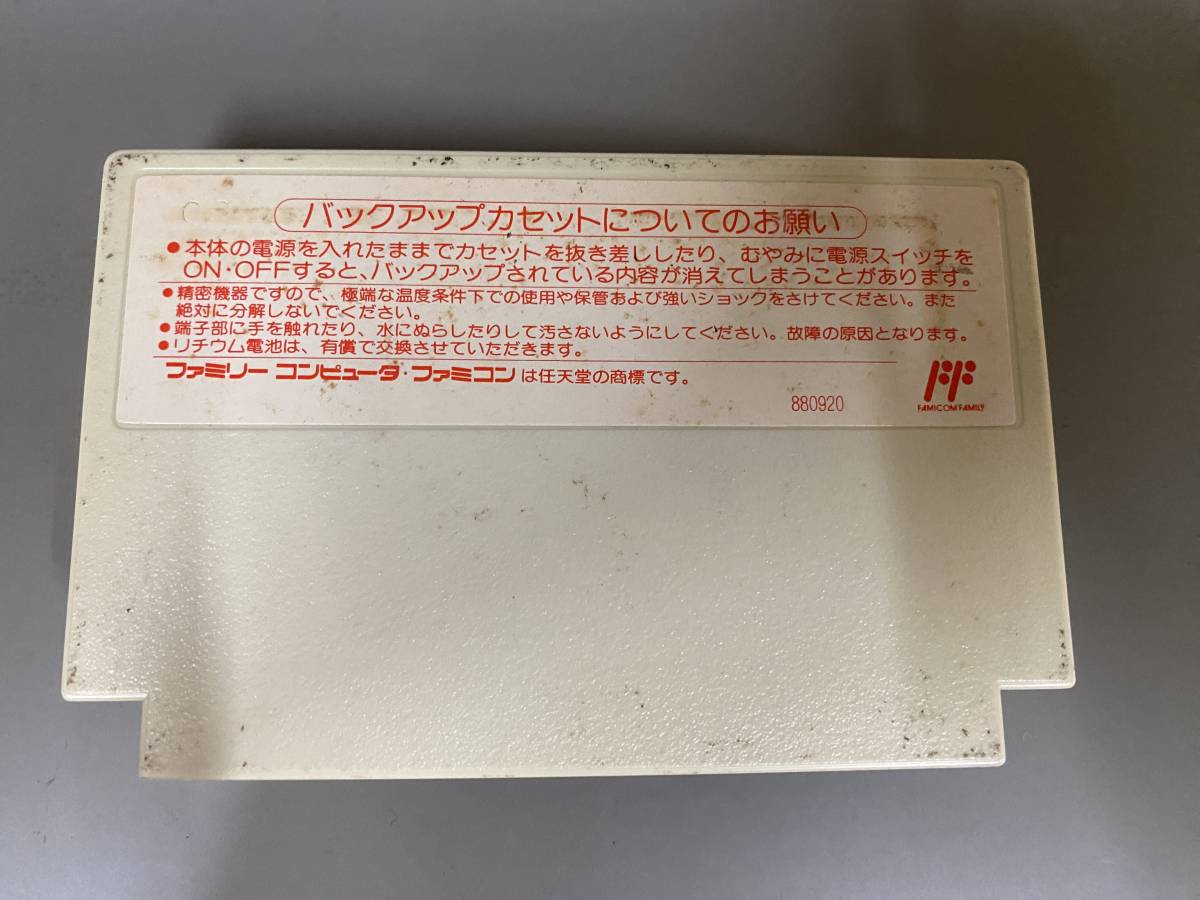 バックアップカセットについてのお願い
●本体の電源を入れたままでカセットを抜き差ししたり、むやみに電源スイッチを
ON・OFFすると、バックアップされている内容が消えてしまうことがあります。
●精密機器ですので、極端な温度条件下での使用や保管および強いショックをさけてください。また
絶対に分解しないでください。
●端子部に手を触れたり、水にぬらしたりして汚さないようにしてください。故障の原因となります。
●リチウム電池は、有償で交換させていただきます。
ファミリー コンピュータ・ファミコンは任天堂の商標です。
880920
FF
FAMICOM FAMILY